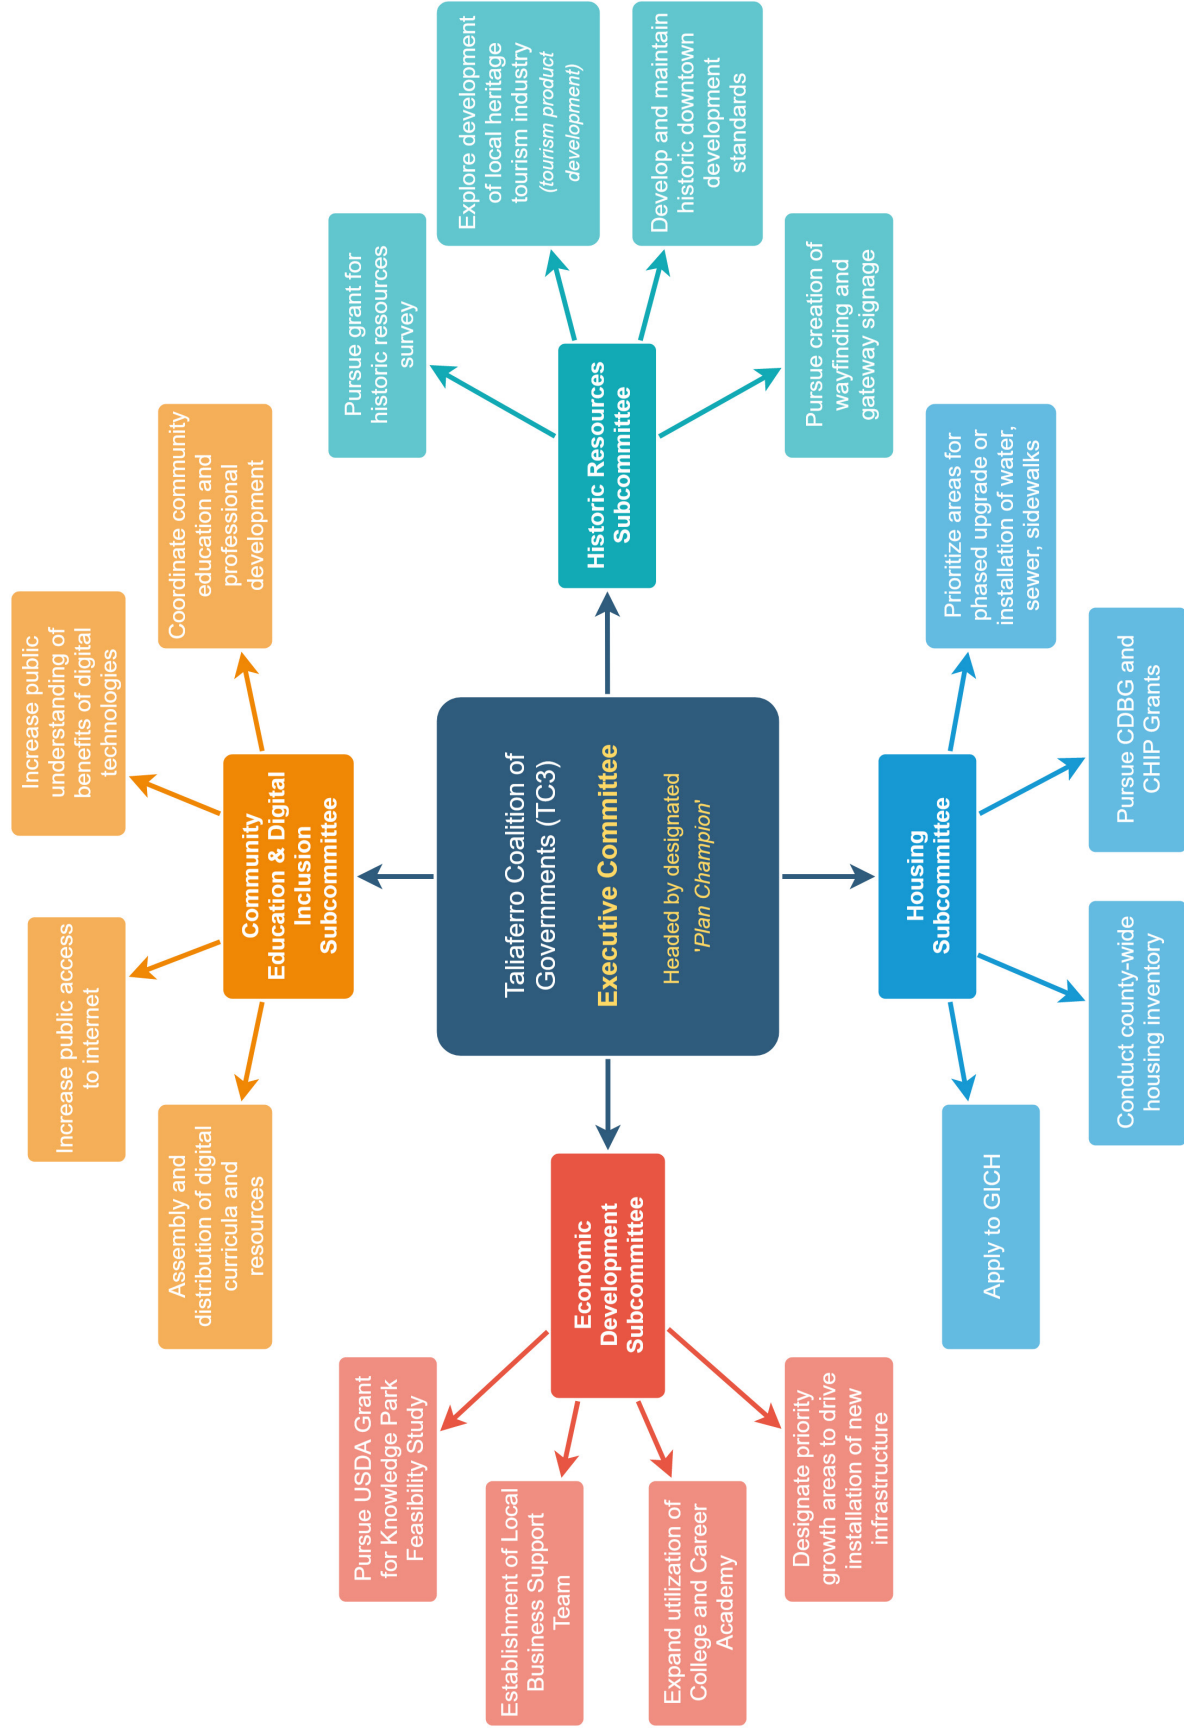 Taliaferro Coalition of
Governments (TC3)
Executive Committee
Headed by designated
'Plan Champion'
Community
Education & Digital
Inclusion
Subcommittee
Assembly and
distribution of digital
curricula and
resources
Increase public access
to internet
Increase public
understanding of
benefits of digital
technologies
Coordinate community
education and
professional
development
Historic Resources
Subcommittee
Pursue grant for
historic resources
survey
Explore development
of local heritage
tourism industry
(tourism product
development)
Develop and maintain
historic downtown
development
standards
Pursue creation of
wayfinding and
gateway signage
Housing
Subcommittee
Apply to GICH
Conduct county-wide
housing inventory
Pursue CDBG and
CHIP Grants
Prioritize areas for
phased upgrade or
installation of water,
sewer, sidewalks
Economic
Development
Subcommittee
Pursue USDA Grant
for Knowledge Park
Feasibility Study
Establishment of Local
Business Support
Team
Expand utilization of
College and Career
Academy
Designate priority
growth areas to drive
installation of new
infrastructure